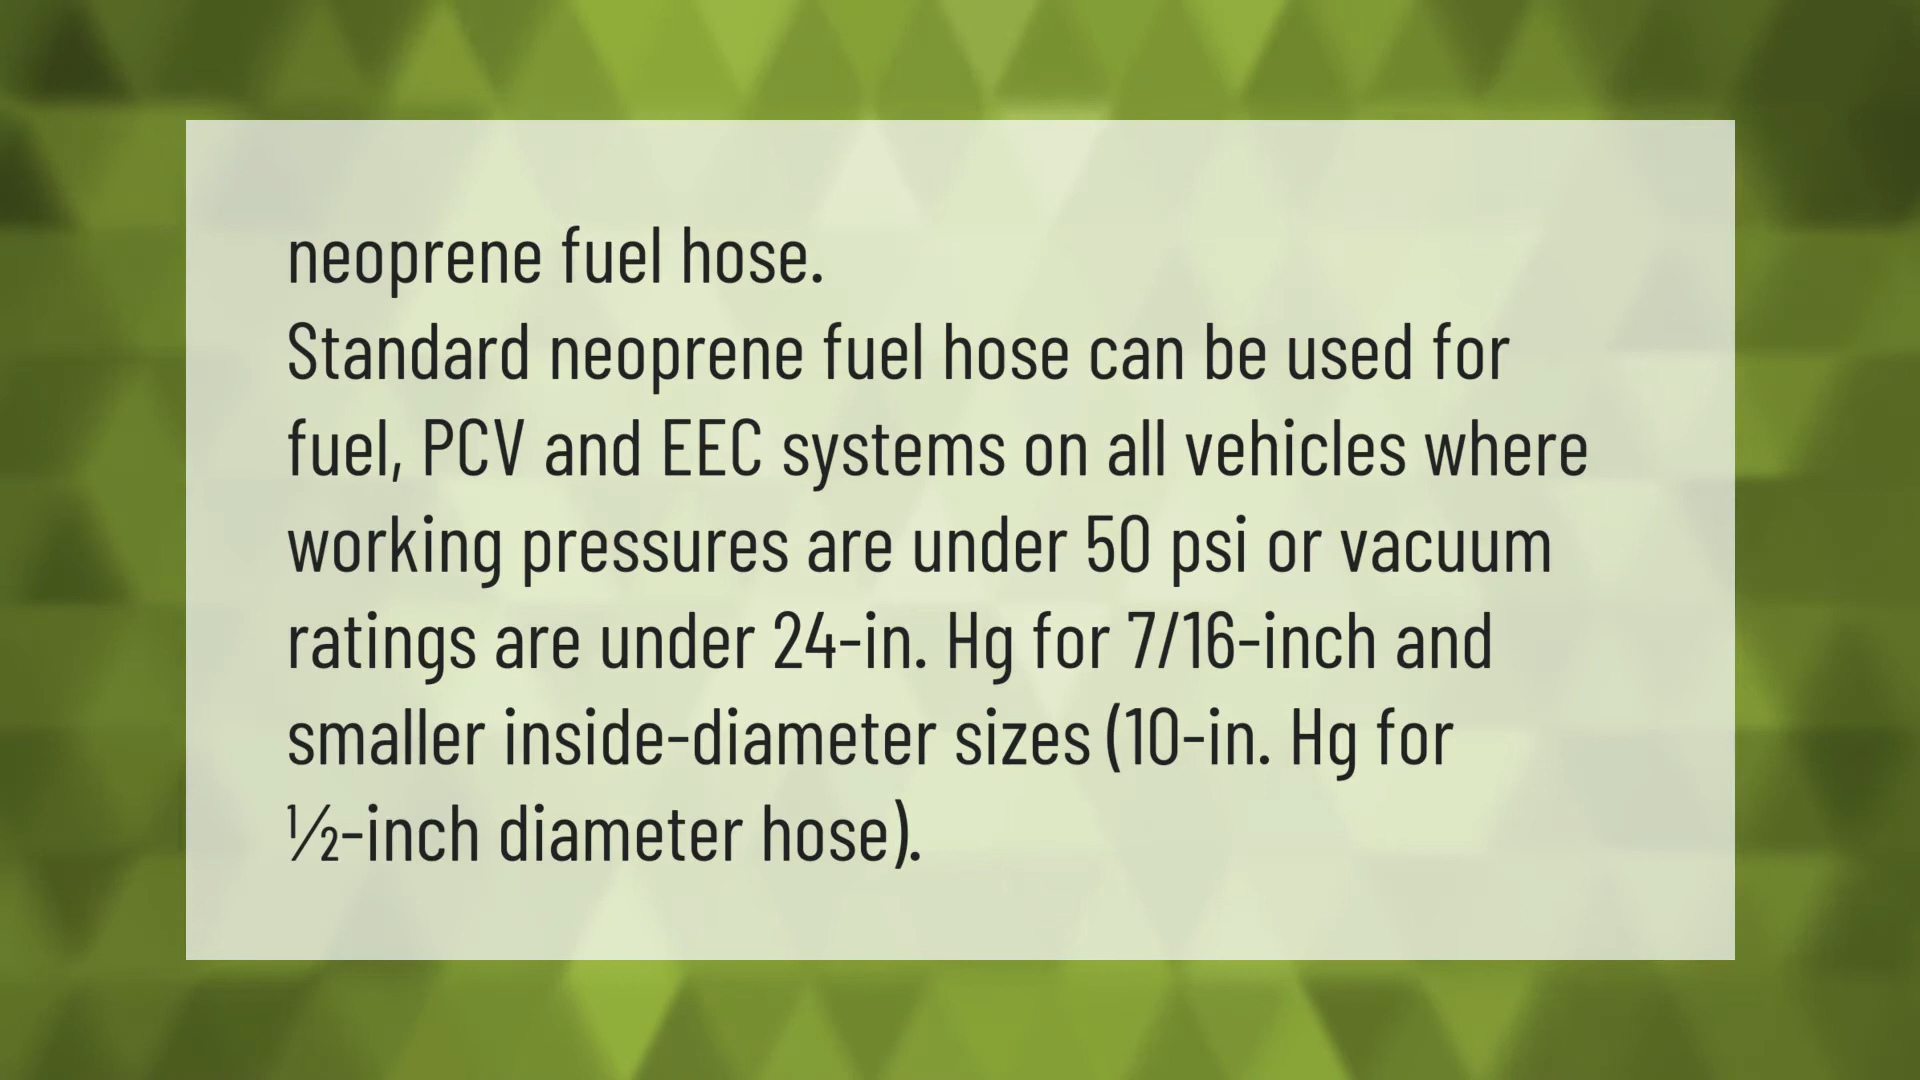 neoprene fuel hose.
Standard neoprene fuel hose can be used for
fuel, PCV and EEC systems on all vehicles where
working pressures are under 50 psi or vacuum
ratings are under 24-in. Hg for 7/16-inch and
smaller inside-diameter sizes (10-in. Hg for
½-inch diameter hose).